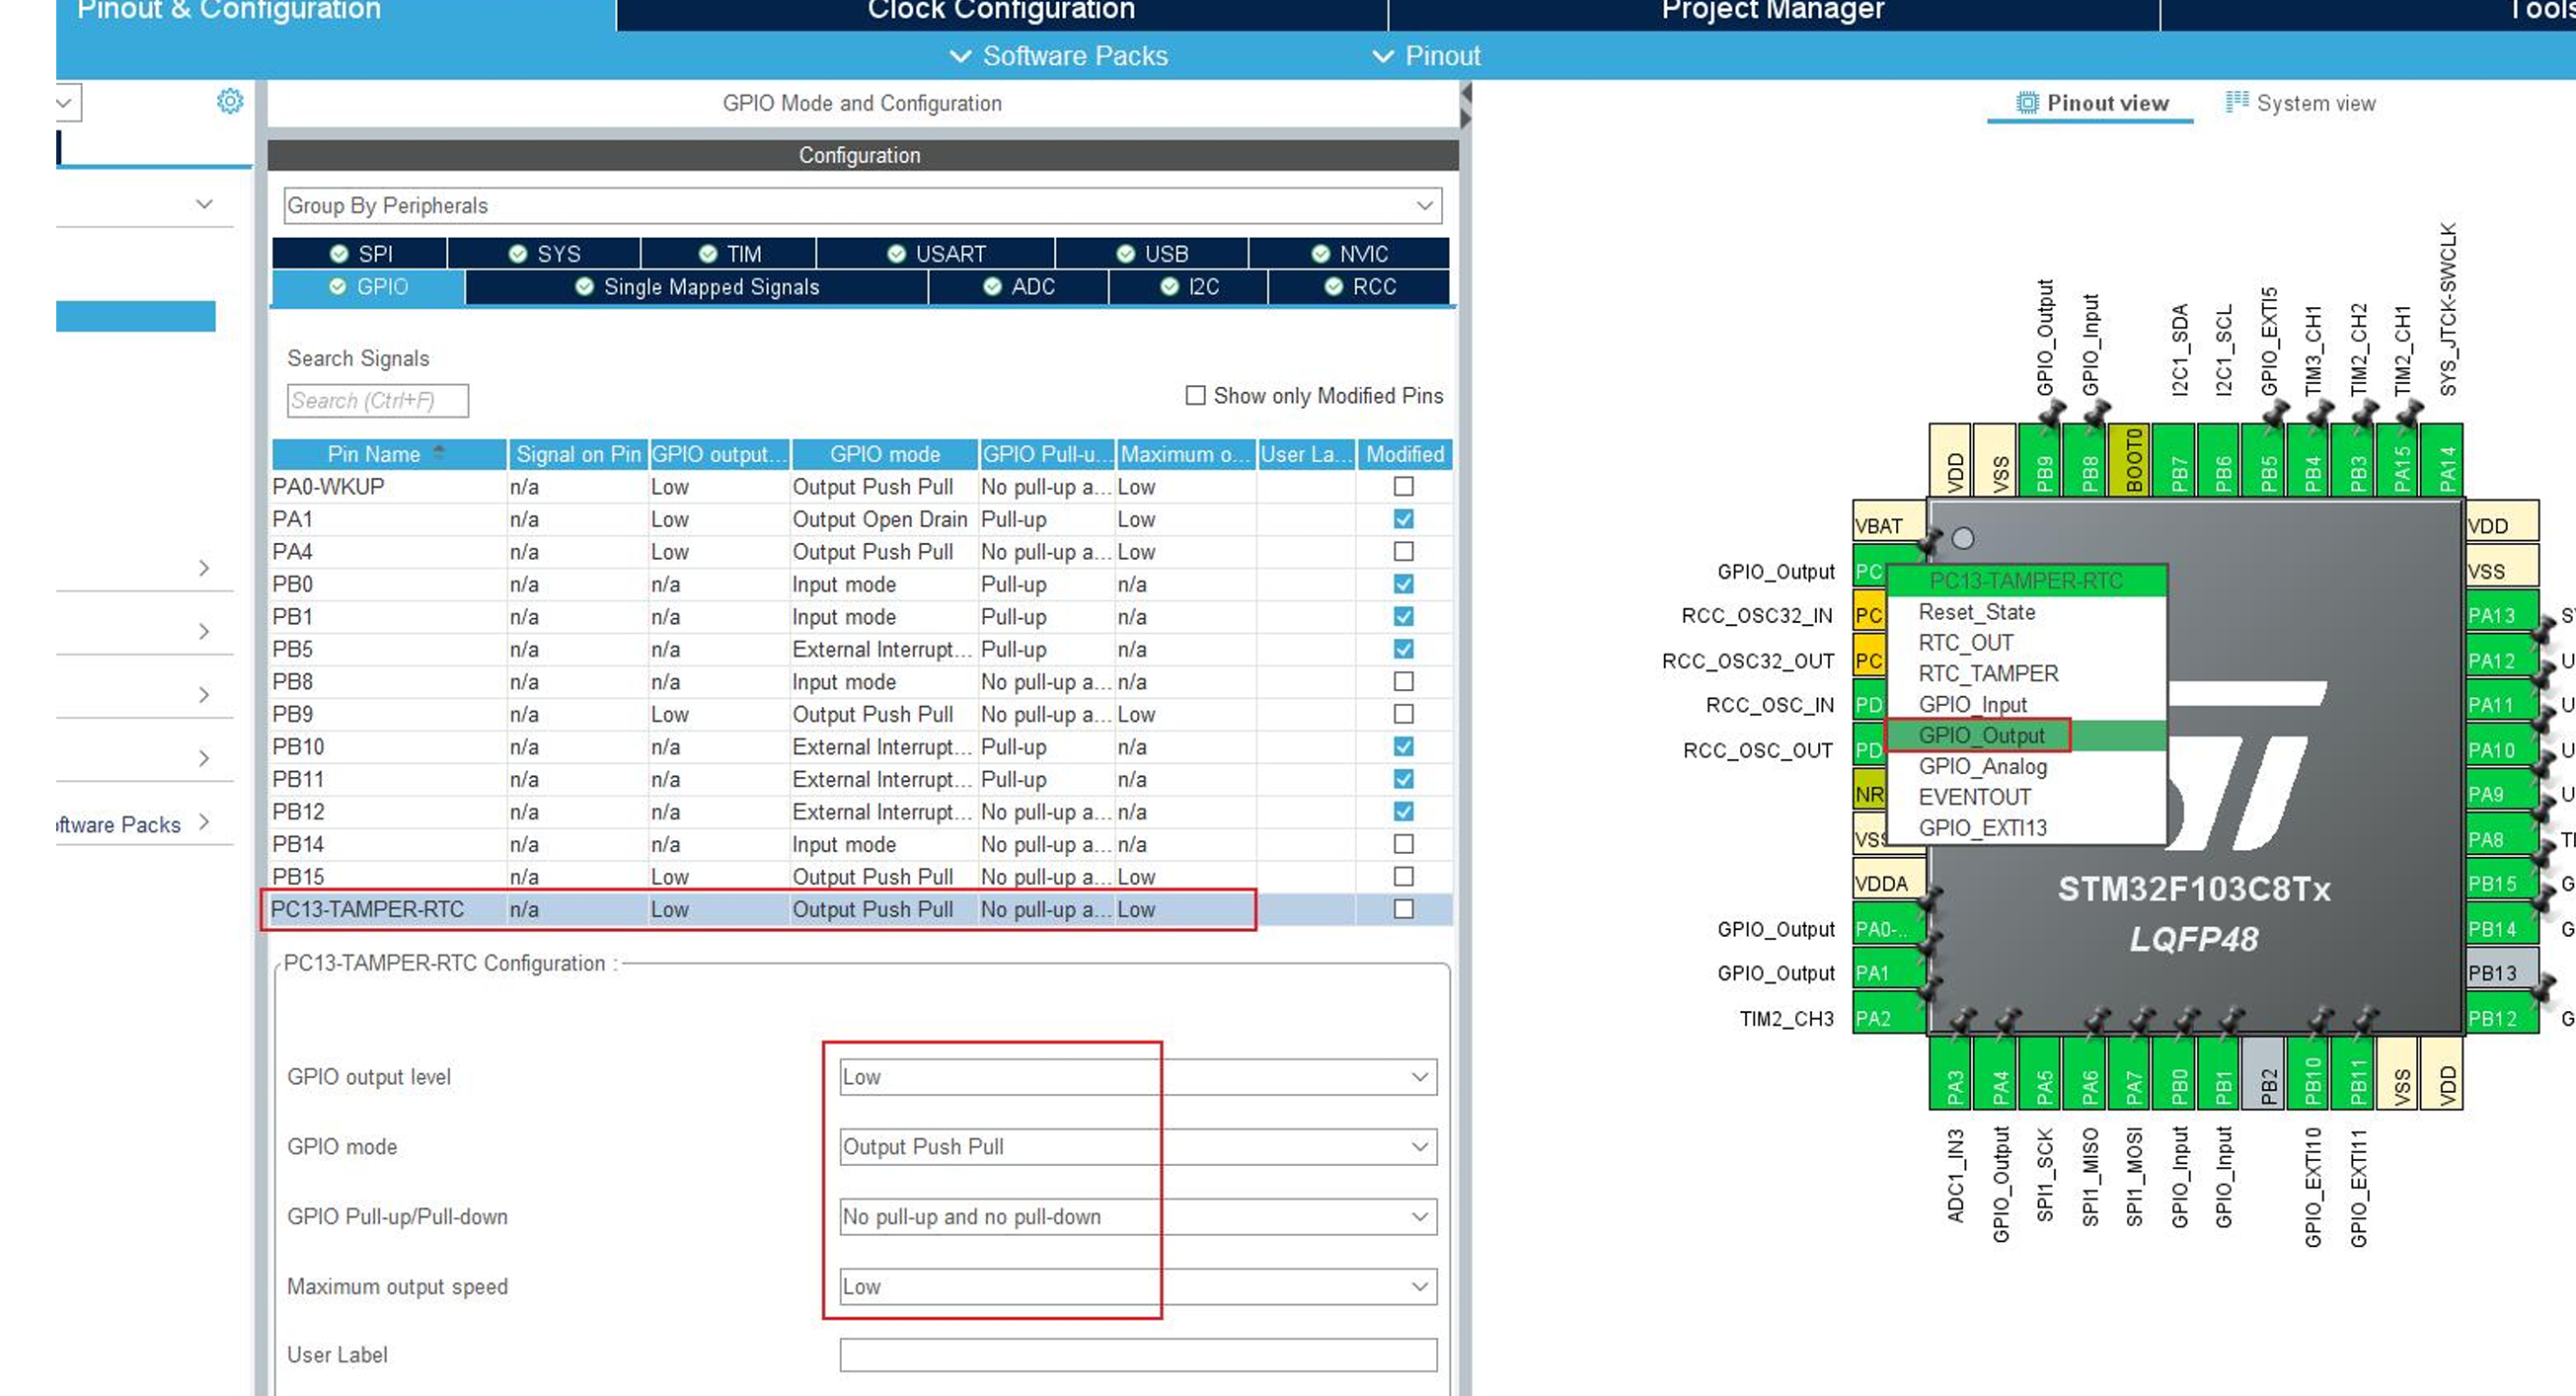 Pinout & Configuration
Clock Configuration
Project Manager
Tools
Software Packs
Pinout
GPIO Mode and Configuration
Pinout view
System view
Configuration
Group By Peripherals
SPI SYS TIM USART USB NVIC
GPIO Single Mapped Signals ADC I2C RCC
Search Signals
Search (Ctrl+F)
Show only Modified Pins
Pin Name Signal on Pin GPIO output... GPIO mode GPIO Pull-u... Maximum o... User La... Modified
PA0-WKUP n/a Low Output Push Pull No pull-up a... Low
PA1 n/a Low Output Open Drain Pull-up Low
PA4 n/a Low Output Push Pull No pull-up a... Low
PB0 n/a n/a Input mode Pull-up n/a
PB1 n/a n/a Input mode Pull-up n/a
PB5 n/a n/a External Interrupt... Pull-up n/a
PB8 n/a n/a Input mode No pull-up a... n/a
PB9 n/a Low Output Push Pull No pull-up a... Low
PB10 n/a n/a External Interrupt... Pull-up n/a
PB11 n/a n/a External Interrupt... Pull-up n/a
PB12 n/a n/a External Interrupt... No pull-up a... n/a
PB14 n/a n/a Input mode No pull-up a... n/a
PB15 n/a Low Output Push Pull No pull-up a... Low
PC13-TAMPER-RTC n/a Low Output Push Pull No pull-up a... Low
ftware Packs
PC13-TAMPER-RTC Configuration :
GPIO output level Low
GPIO mode Output Push Pull
GPIO Pull-up/Pull-down No pull-up and no pull-down
Maximum output speed Low
User Label
GPIO_Output
GPIO_Input
I2C1_SDA
I2C1_SCL
GPIO_EXTI5
TIM3_CH1
TIM2_CH2
TIM2_CH1
SYS_JTCK-SWCLK
VDD
VSS
PB9
PB8
BOOT0
PB7
PB6
PB5
PB4
PB3
PA15
PA14
VBAT
GPIO_Output PC
RCC_OSC32_IN PC
RCC_OSC32_OUT PC
RCC_OSC_IN PD
RCC_OSC_OUT PD
NR
VSS
VDDA
GPIO_Output PA0-..
GPIO_Output PA1
TIM2_CH3 PA2
PC13-TAMPER-RTC
Reset_State
RTC_OUT
RTC_TAMPER
GPIO_Input
GPIO_Output
GPIO_Analog
EVENTOUT
GPIO_EXTI13
STM32F103C8Tx
LQFP48
VDD
VSS
PA13 S
PA12 U
PA11 U
PA10 U
PA9 U
PA8 TI
PB15 G
PB14 G
PB13
PB12 G
PA3
PA4
PA5
PA6
PA7
PB0
PB1
PB2
PB10
PB11
VSS
VDD
ADC1_IN3
GPIO_Output
SPI1_SCK
SPI1_MISO
SPI1_MOSI
GPIO_Input
GPIO_Input
GPIO_EXTI10
GPIO_EXTI11